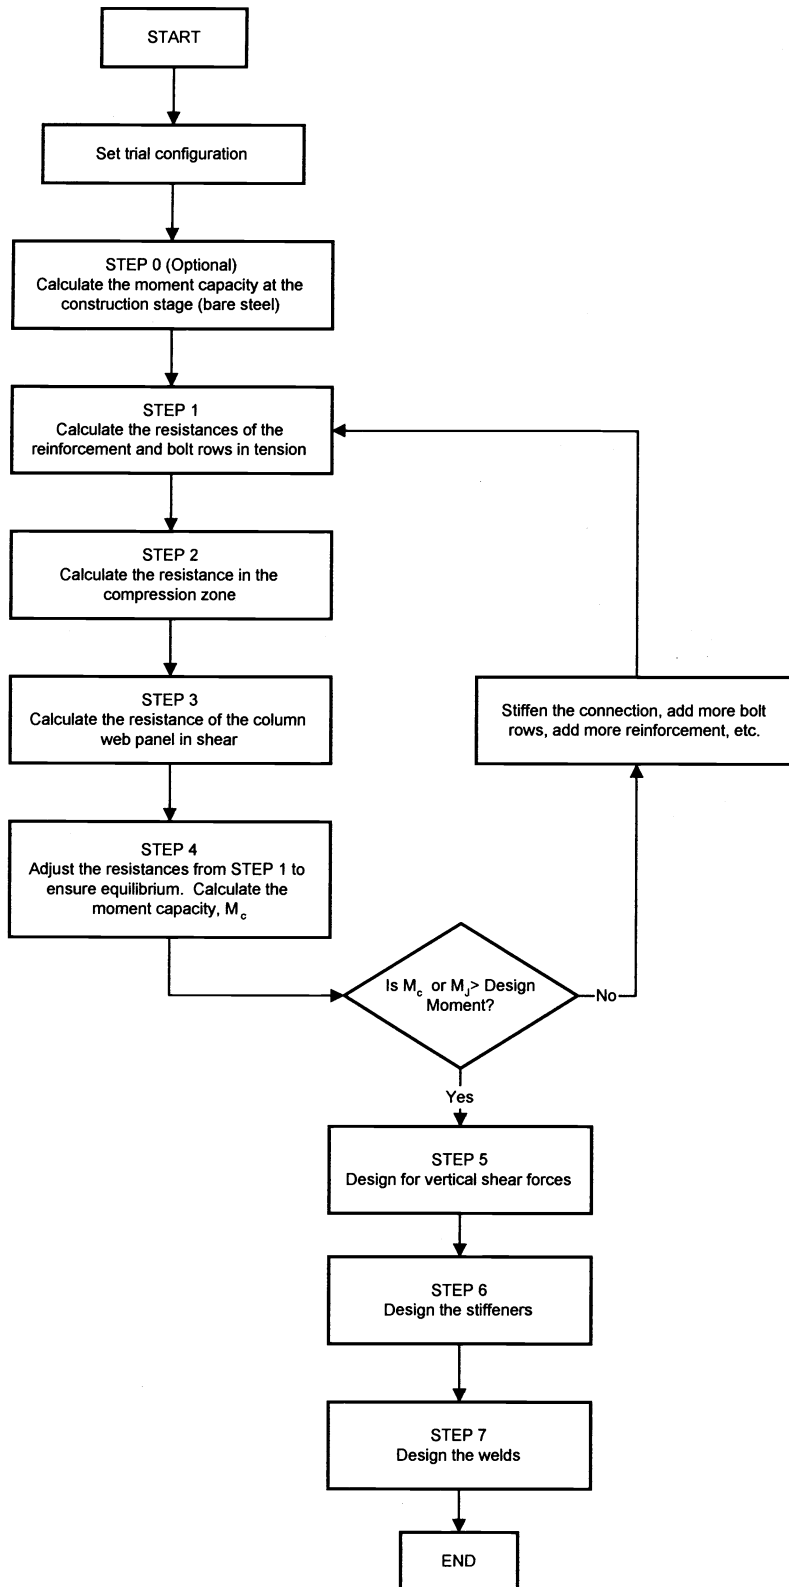 START
Set trial configuration
STEP 0 (Optional)
Calculate the moment capacity at the
construction stage (bare steel)
STEP 1
Calculate the resistances of the
reinforcement and bolt rows in tension
STEP 2
Calculate the resistance in the
compression zone
STEP 3
Calculate the resistance of the column
web panel in shear
Stiffen the connection, add more bolt
rows, add more reinforcement, etc.
STEP 4
Adjust the resistances from STEP 1 to
ensure equilibrium. Calculate the
moment capacity, Mc
Is Mc or MJ> Design
Moment?
No
Yes
STEP 5
Design for vertical shear forces
STEP 6
Design the stiffeners
STEP 7
Design the welds
END